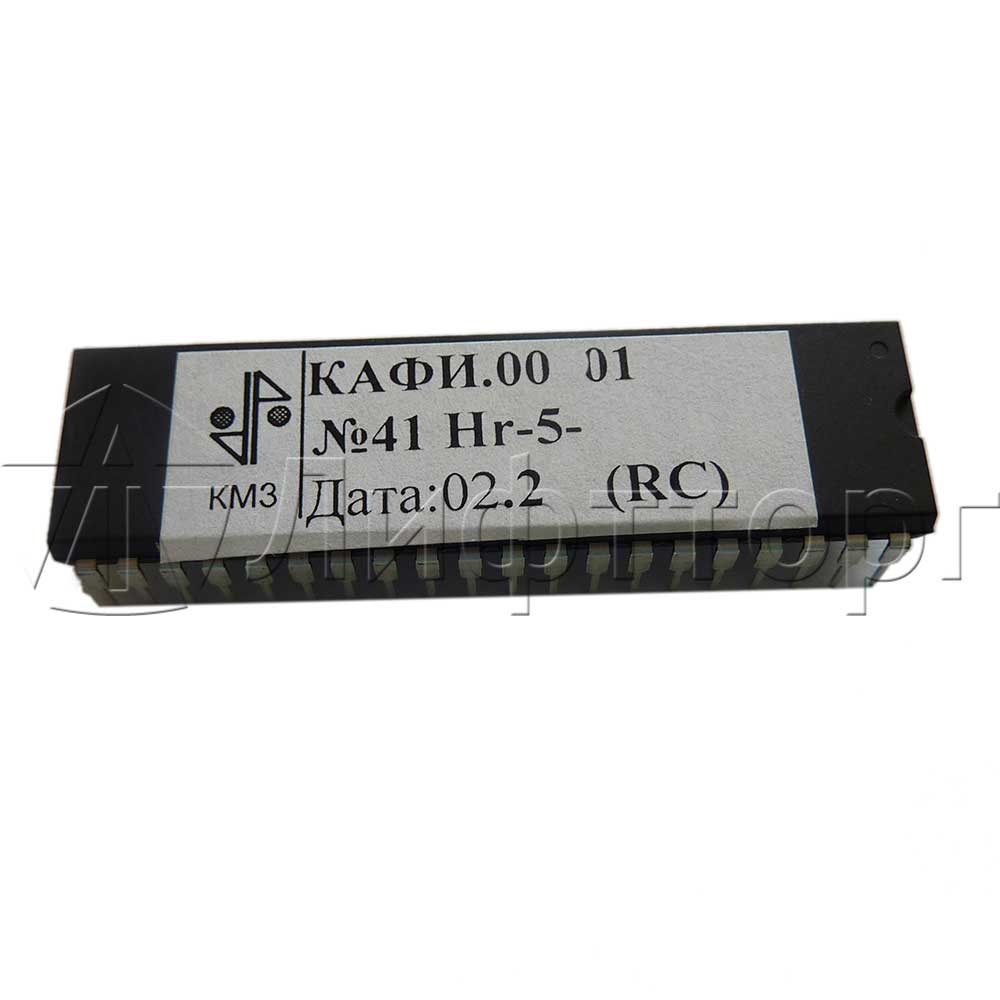 КАФИ.00 01
№41 Hr-5-
Дата:02.2 (RC)
КМЗ
Лифтторг